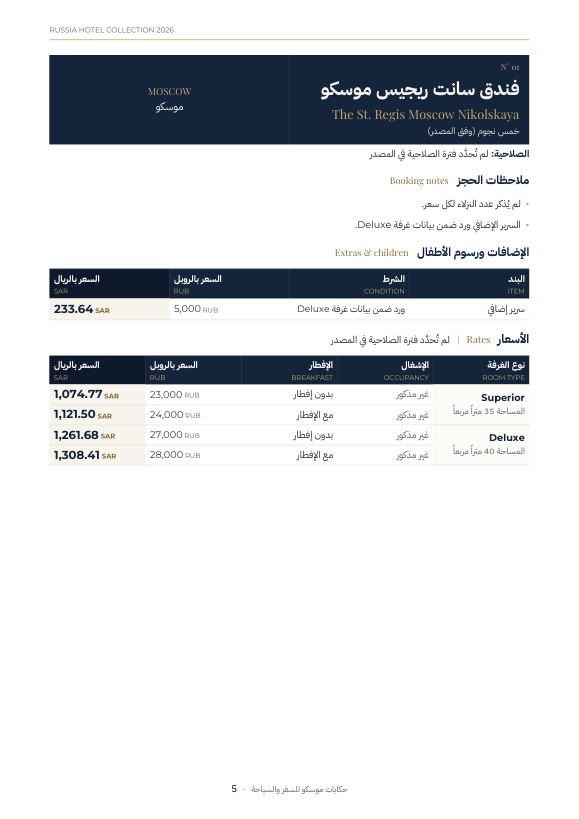 RUSSIA HOTEL COLLECTION 2026
N° 01
فندق سانت ريجيس موسكو
The St. Regis Moscow Nikolskaya
خمس نجوم (وفق المصدر)
MOSCOW
موسكو
الصلاحية: لم تُحدَّد فترة الصلاحية في المصدر
ملاحظات الحجز Booking notes
• لم يُذكر عدد النزلاء لكل سعر.
• السرير الإضافي ورد ضمن بيانات غرفة Deluxe.
الإضافات ورسوم الأطفال Extras & children
البند الشرط السعر بالروبل السعر بالريال
ITEM CONDITION RUB SAR
سرير إضافي ورد ضمن بيانات غرفة Deluxe 5,000 RUB 233.64 SAR
الأسعار Rates | لم تُحدَّد فترة الصلاحية في المصدر
نوع الغرفة الإشغال الإفطار السعر بالروبل السعر بالريال
ROOM TYPE OCCUPANCY BREAKFAST RUB SAR
Superior
المساحة 35 متراً مربعاً
غير مذكور بدون إفطار 23,000 RUB 1,074.77 SAR
غير مذكور مع الإفطار 24,000 RUB 1,121.50 SAR
Deluxe
المساحة 40 متراً مربعاً
غير مذكور بدون إفطار 27,000 RUB 1,261.68 SAR
غير مذكور مع الإفطار 28,000 RUB 1,308.41 SAR
حكايات موسكو للسفر والسياحة - 5